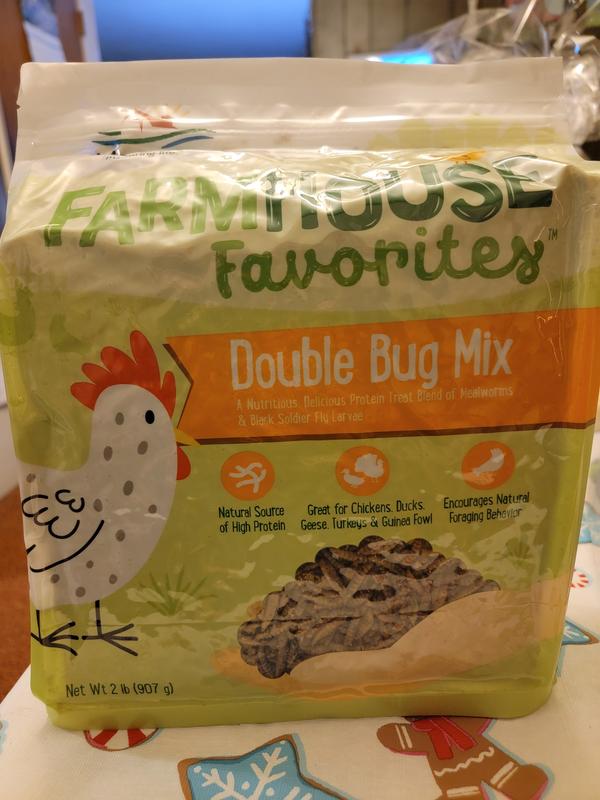 FARMHOUSE
Favorites™
Double Bug Mix
A Nutritious, Delicious Protein Treat Blend of Mealworms
& Black Soldier Fly Larvae
Natural Source
of High Protein
Great for Chickens, Ducks,
Geese, Turkeys & Guinea Fowl
Encourages Natural
Foraging Behavior
Net Wt 2 lb (907 g)